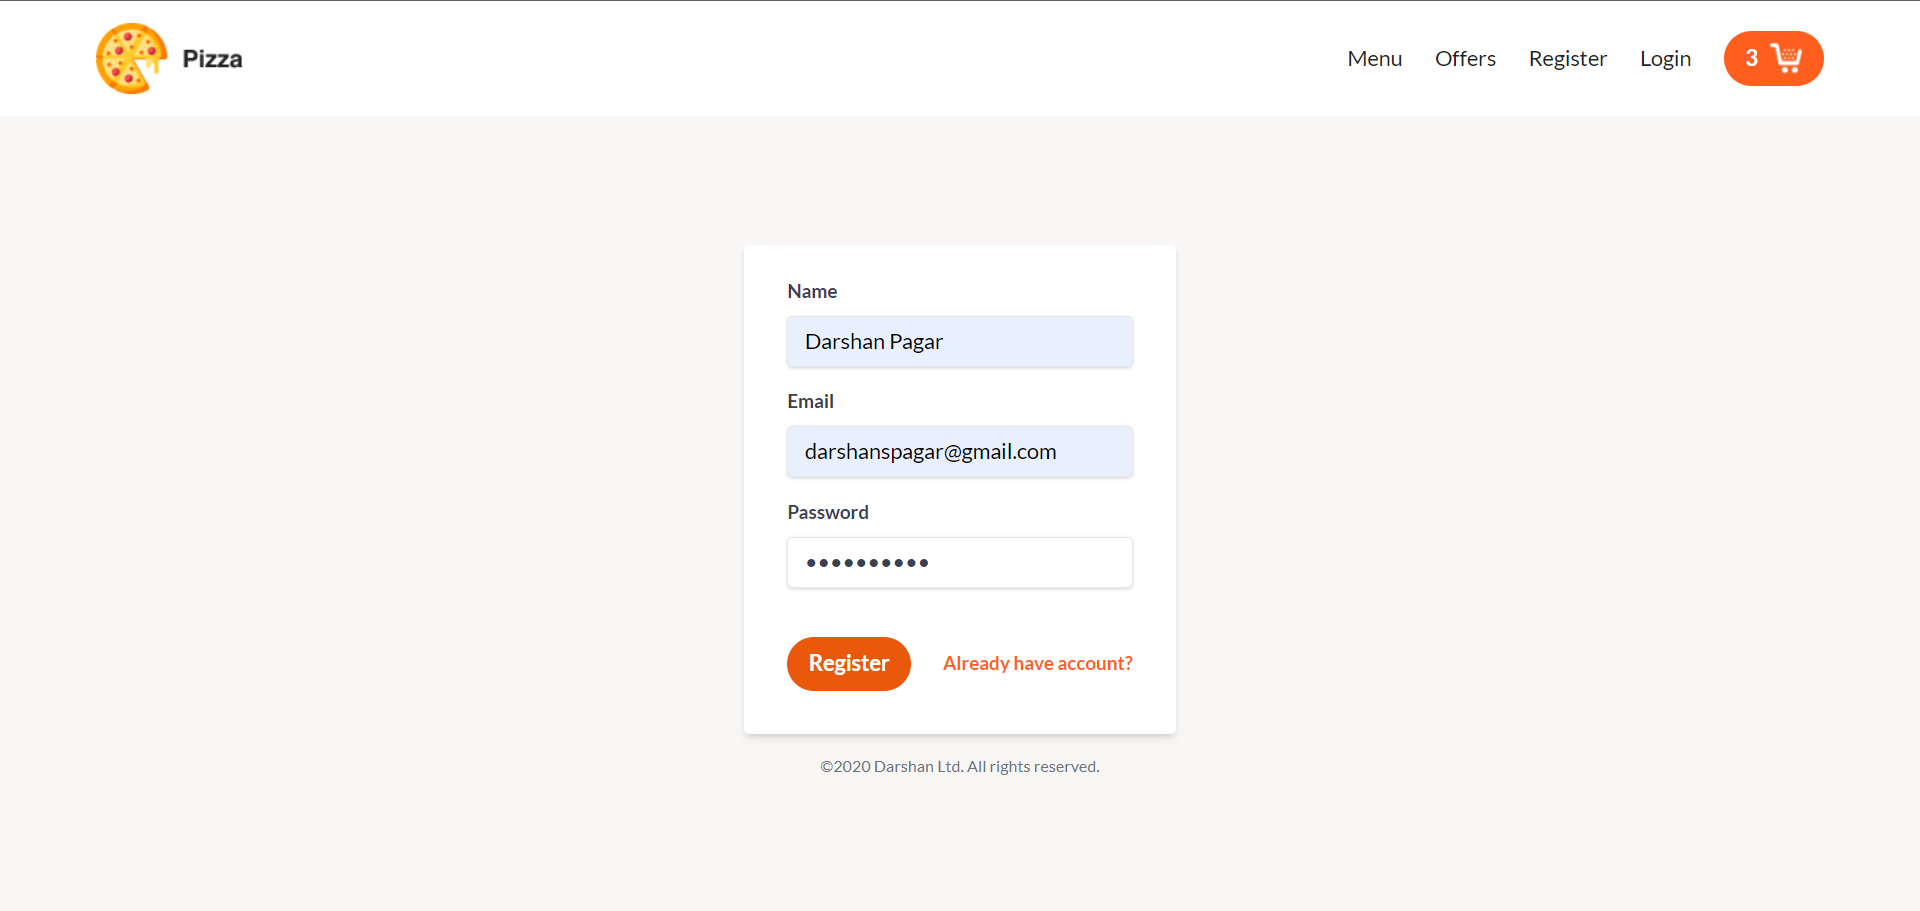 Pizza
Menu Offers Register Login 3
Name
Darshan Pagar
Email
darshanspagar@gmail.com
Password
••••••••••
Register Already have account?
©2020 Darshan Ltd. All rights reserved.